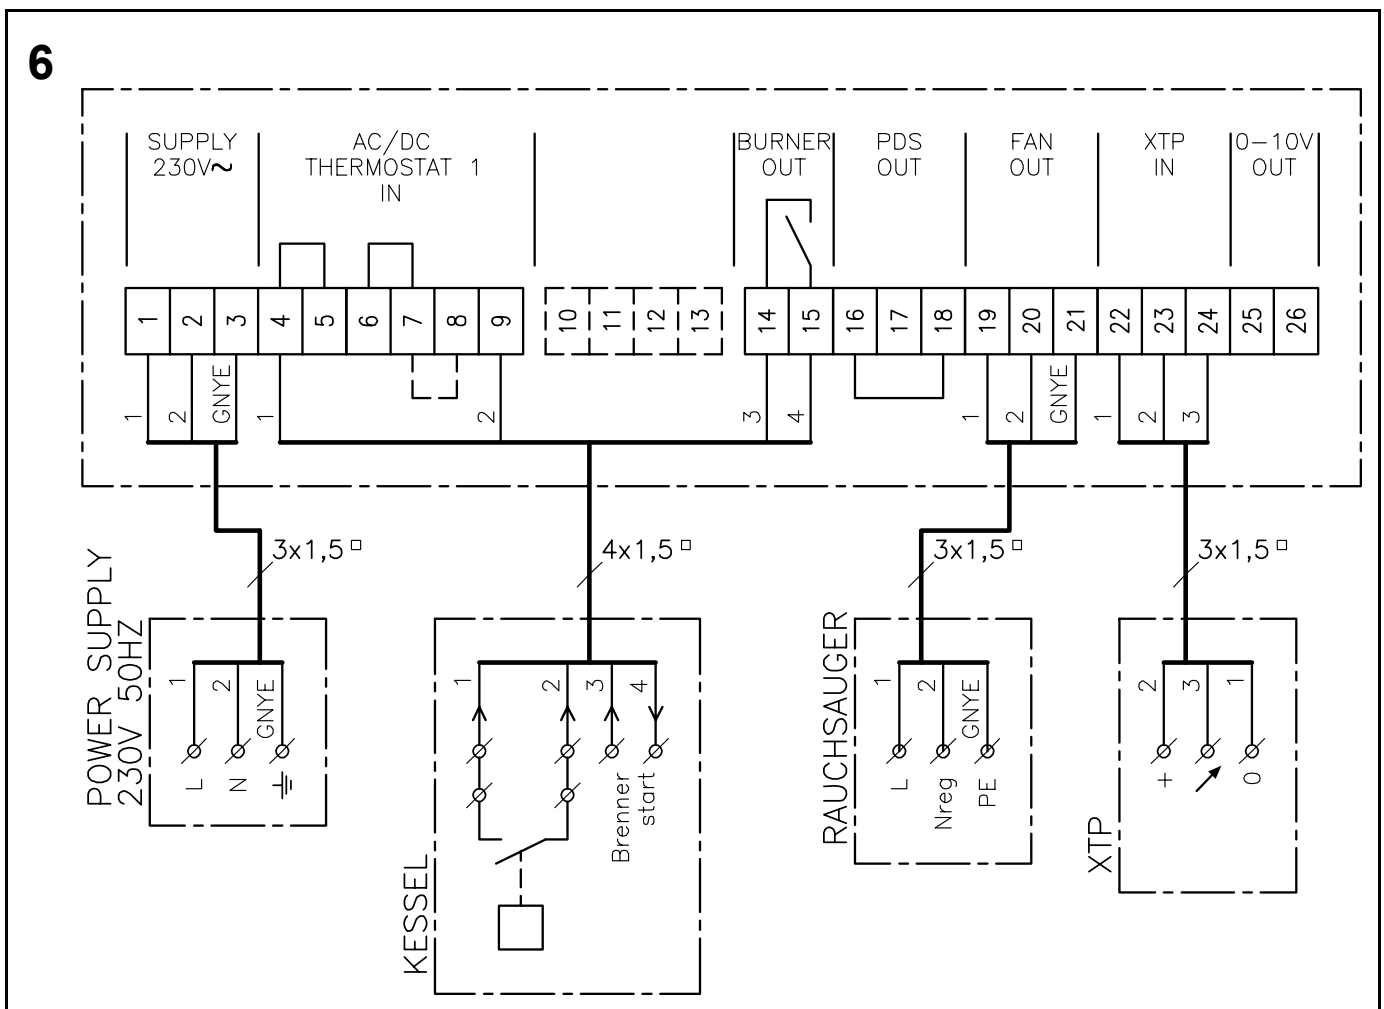 6
SUPPLY
230V~
AC/DC
THERMOSTAT 1
IN
BURNER
OUT
PDS
OUT
FAN
OUT
XTP
IN
0-10V
OUT
1 2 3 4 5 6 7 8 9 10 11 12 13 14 15 16 17 18 19 20 21 22 23 24 25 26
1 2 GNYE 1 2 3 4 1 2 GNYE 1 2 3
3x1,5□
4x1,5□
3x1,5□
3x1,5□
POWER SUPPLY
230V 50HZ
1 2 GNYE
L N
KESSEL
1 2 3 4
Brenner
start
RAUCHSAUGER
1 2 GNYE
L Nreg PE
XTP
2 3 1
+ 0